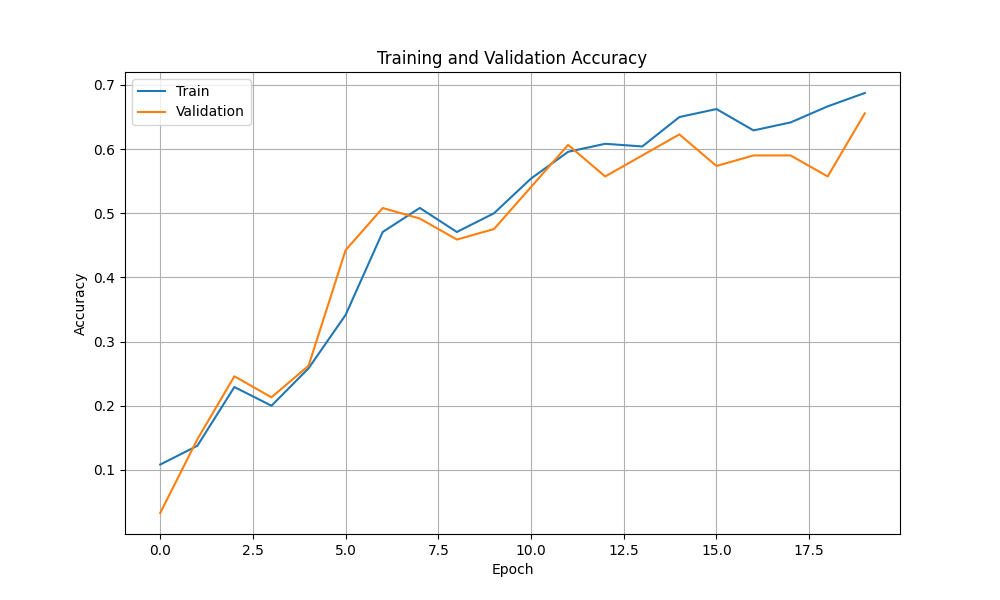 Training and Validation Accuracy
Train
Validation
0.7
0.6
0.5
0.4
0.3
0.2
0.1
Accuracy
0.0 2.5 5.0 7.5 10.0 12.5 15.0 17.5
Epoch